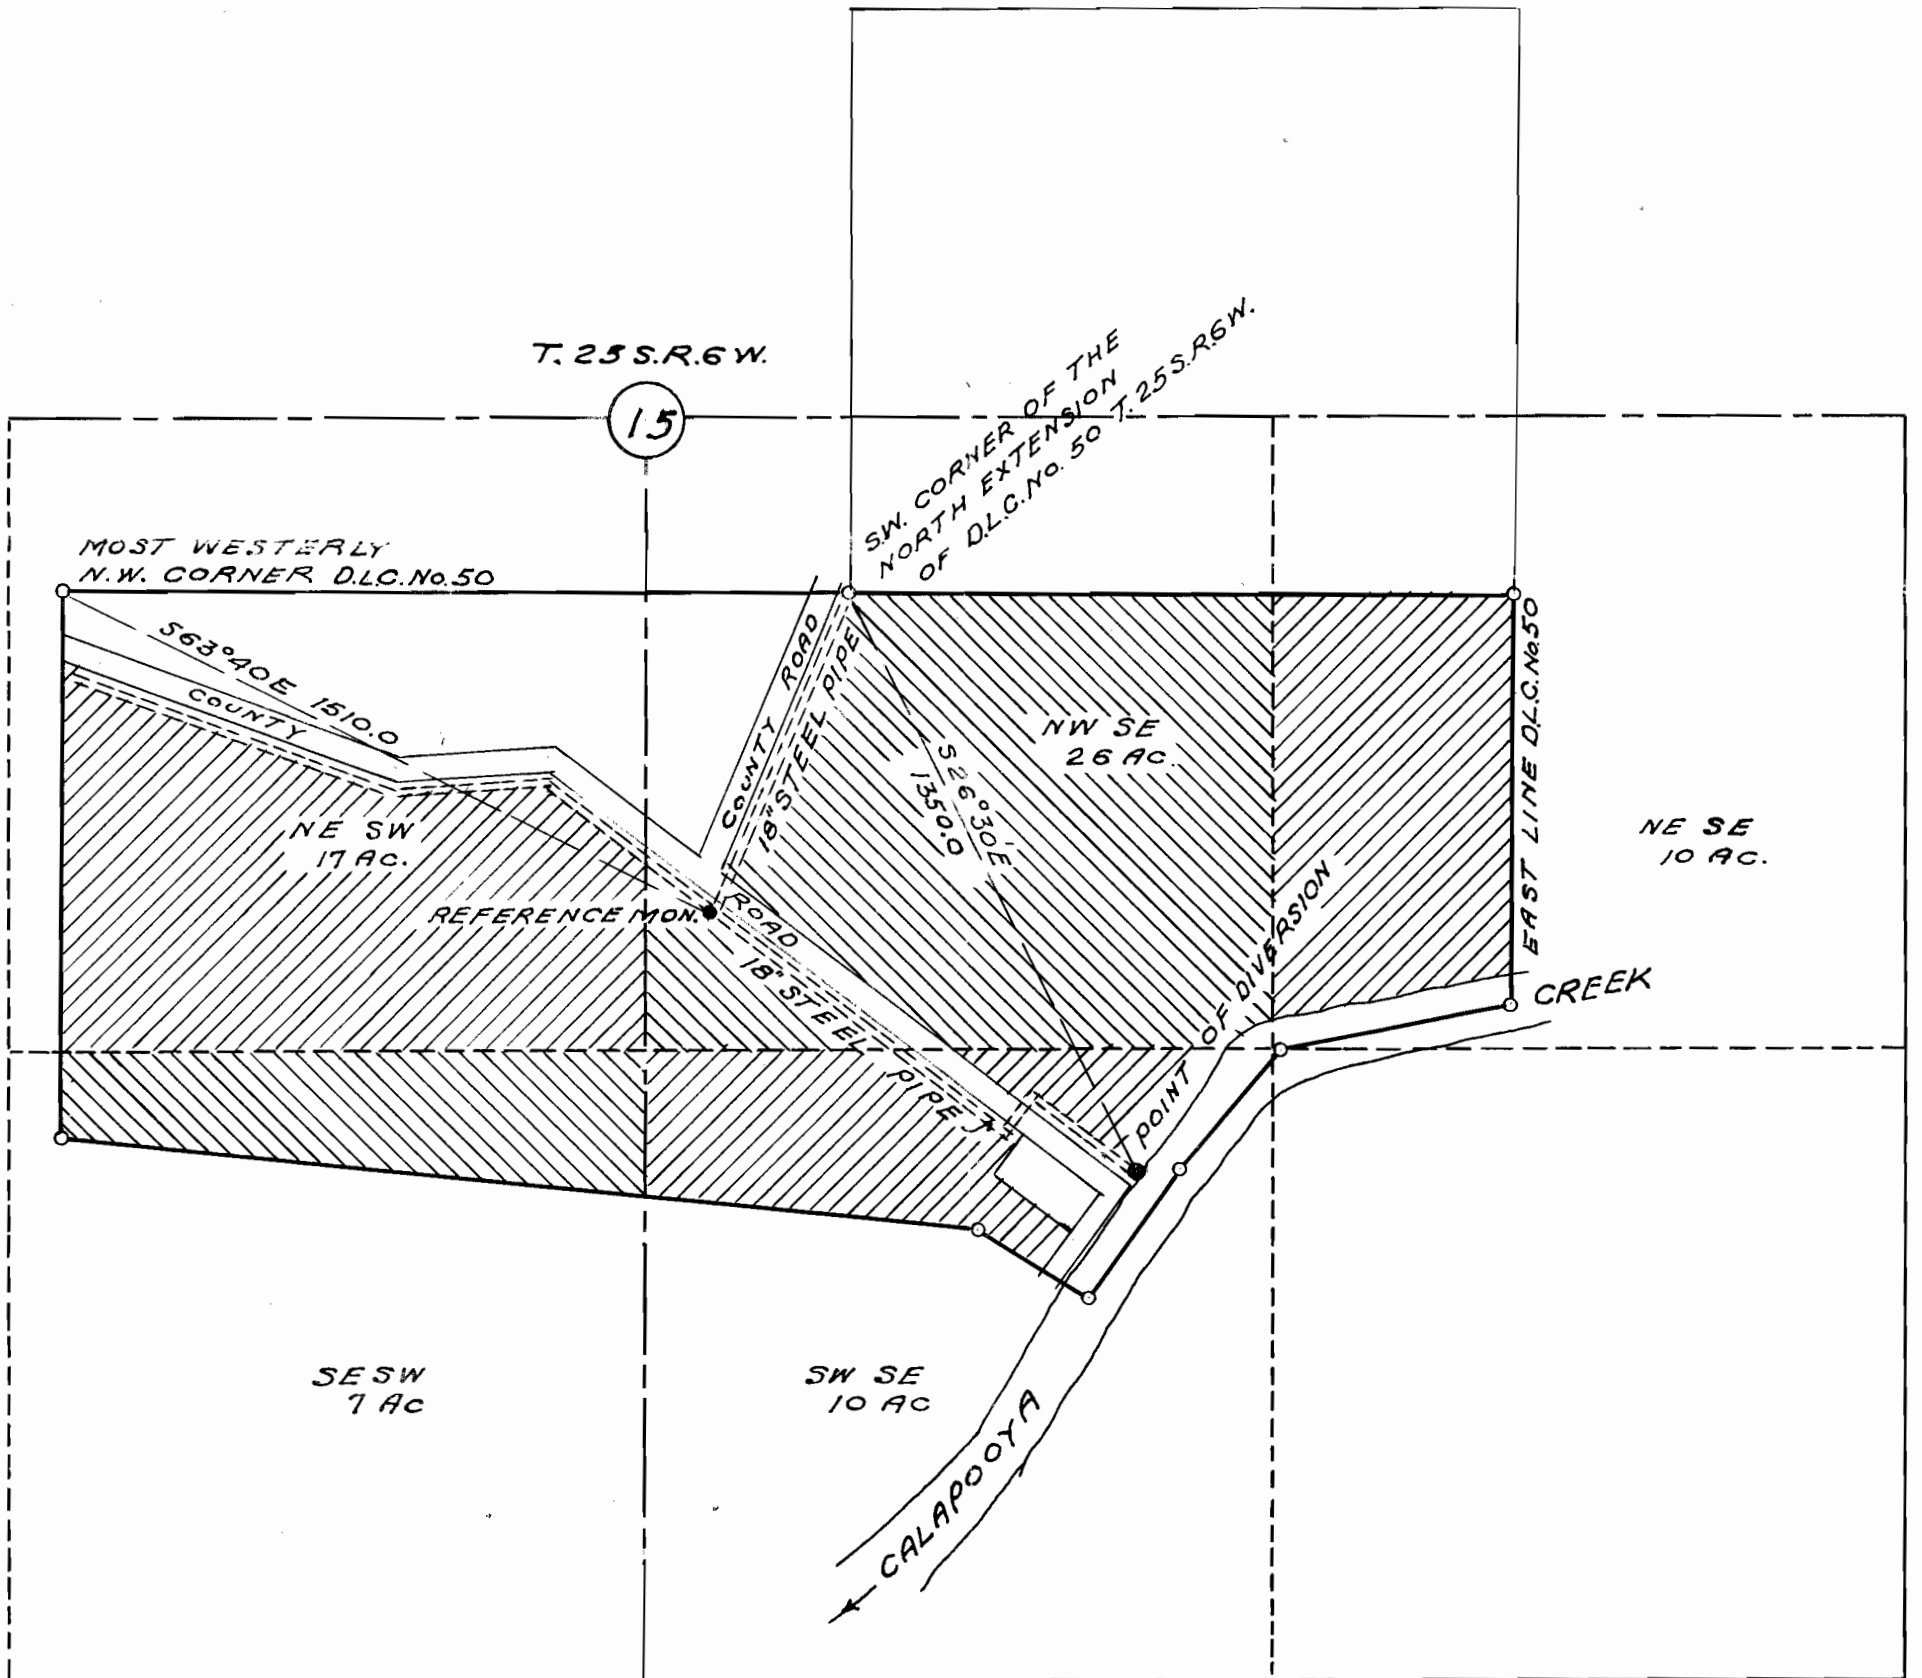 T. 25 S.R.6 W.
15
S.W. CORNER OF THE
NORTH EXTENSION
OF D.L.C. No. 50 T. 25 S.R.6W.
MOST WESTERLY
N.W. CORNER D.L.C. No. 50
S63°40E 1510.0
COUNTY
COUNTY ROAD
18" STEEL PIPE
S26°30'E
1350.0
NW SE
26 AC.
EAST LINE D.L.C. No. 50
NE SW
17 AC.
NE SE
10 AC.
REFERENCE MON.
ROAD
18" STEEL PIPE
POINT OF DIVERSION
CREEK
SE SW
7 AC
SW SE
10 AC
CALAPOOYA